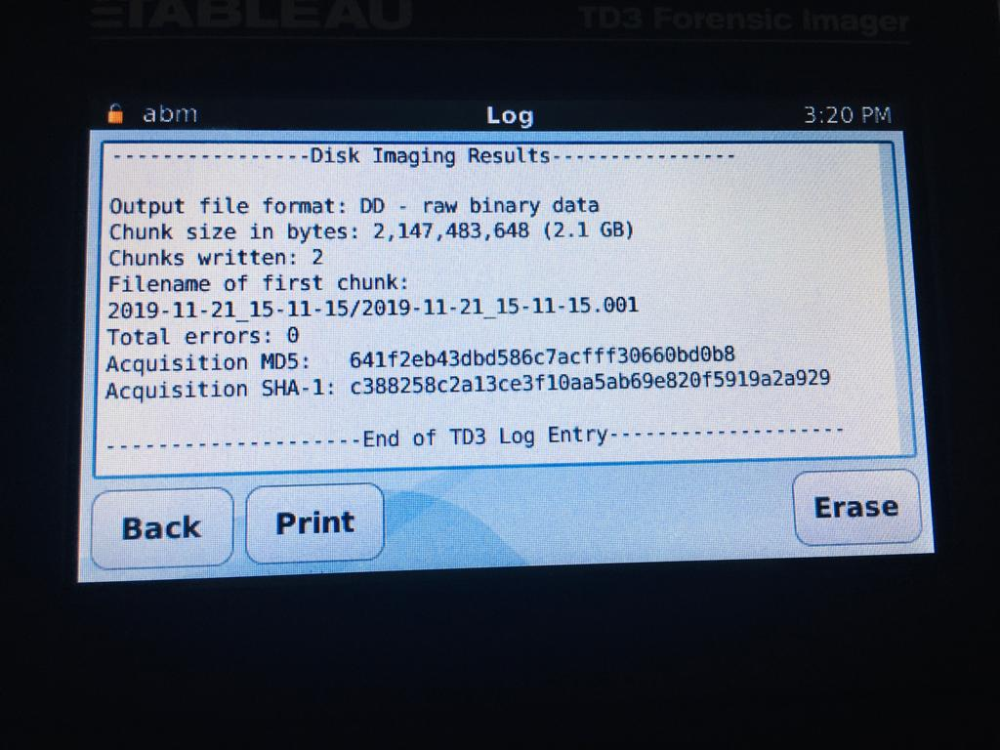 TABLEAU
TD3 Forensic Imager
abm
Log
3:20 PM
----------------Disk Imaging Results---------------
Output file format: DD - raw binary data
Chunk size in bytes: 2,147,483,648 (2.1 GB)
Chunks written: 2
Filename of first chunk:
2019-11-21_15-11-15/2019-11-21_15-11-15.001
Total errors: 0
Acquisition MD5: 641f2eb43dbd586c7acfff30660bd0b8
Acquisition SHA-1: c388258c2a13ce3f10aa5ab69e820f5919a2a929
--------------------End of TD3 Log Entry-------------------
Back
Print
Erase